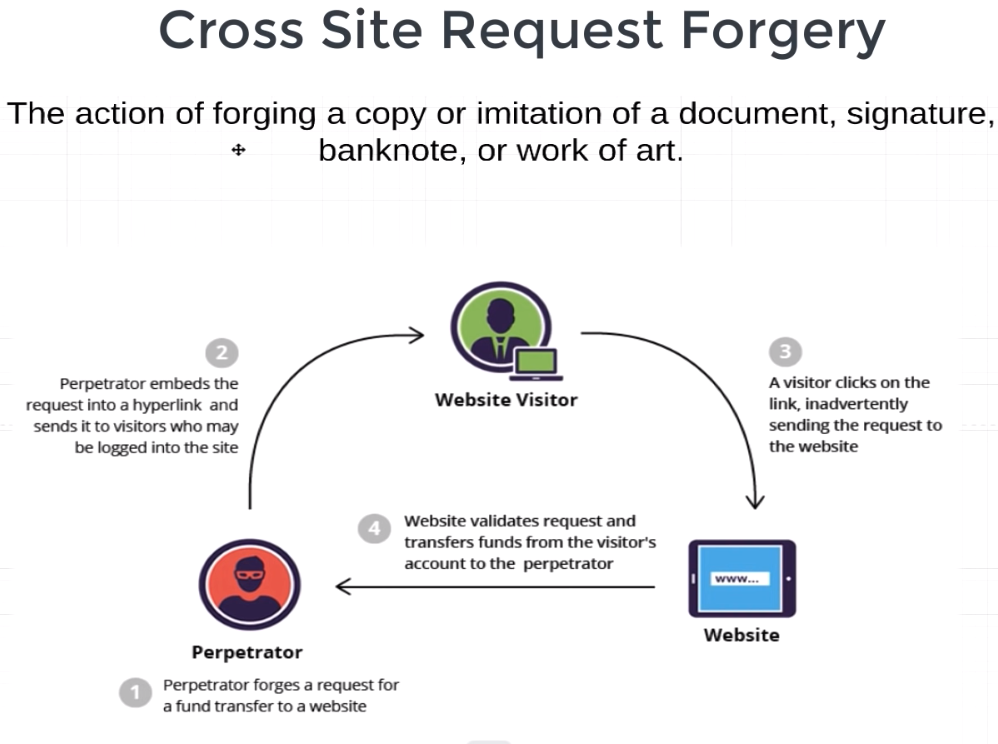 Cross Site Request Forgery
The action of forging a copy or imitation of a document, signature,
banknote, or work of art.
2
Perpetrator embeds the
request into a hyperlink and
sends it to visitors who may
be logged into the site
Website Visitor
3
A visitor clicks on the
link, inadvertently
sending the request to
the website
4
Website validates request and
transfers funds from the visitor's
account to the perpetrator
www...
Website
Perpetrator
1
Perpetrator forges a request for
a fund transfer to a website